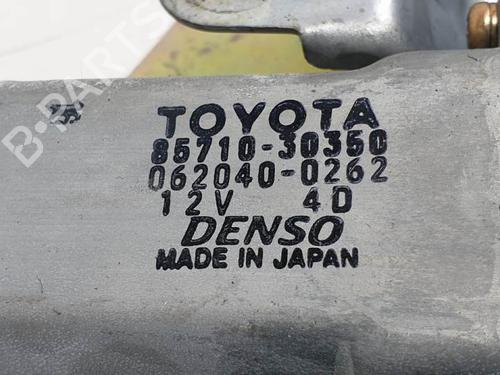 TOYOTA
85710-30350
062040-0262
12V 4D
DENSO
MADE IN JAPAN
B-PARTS